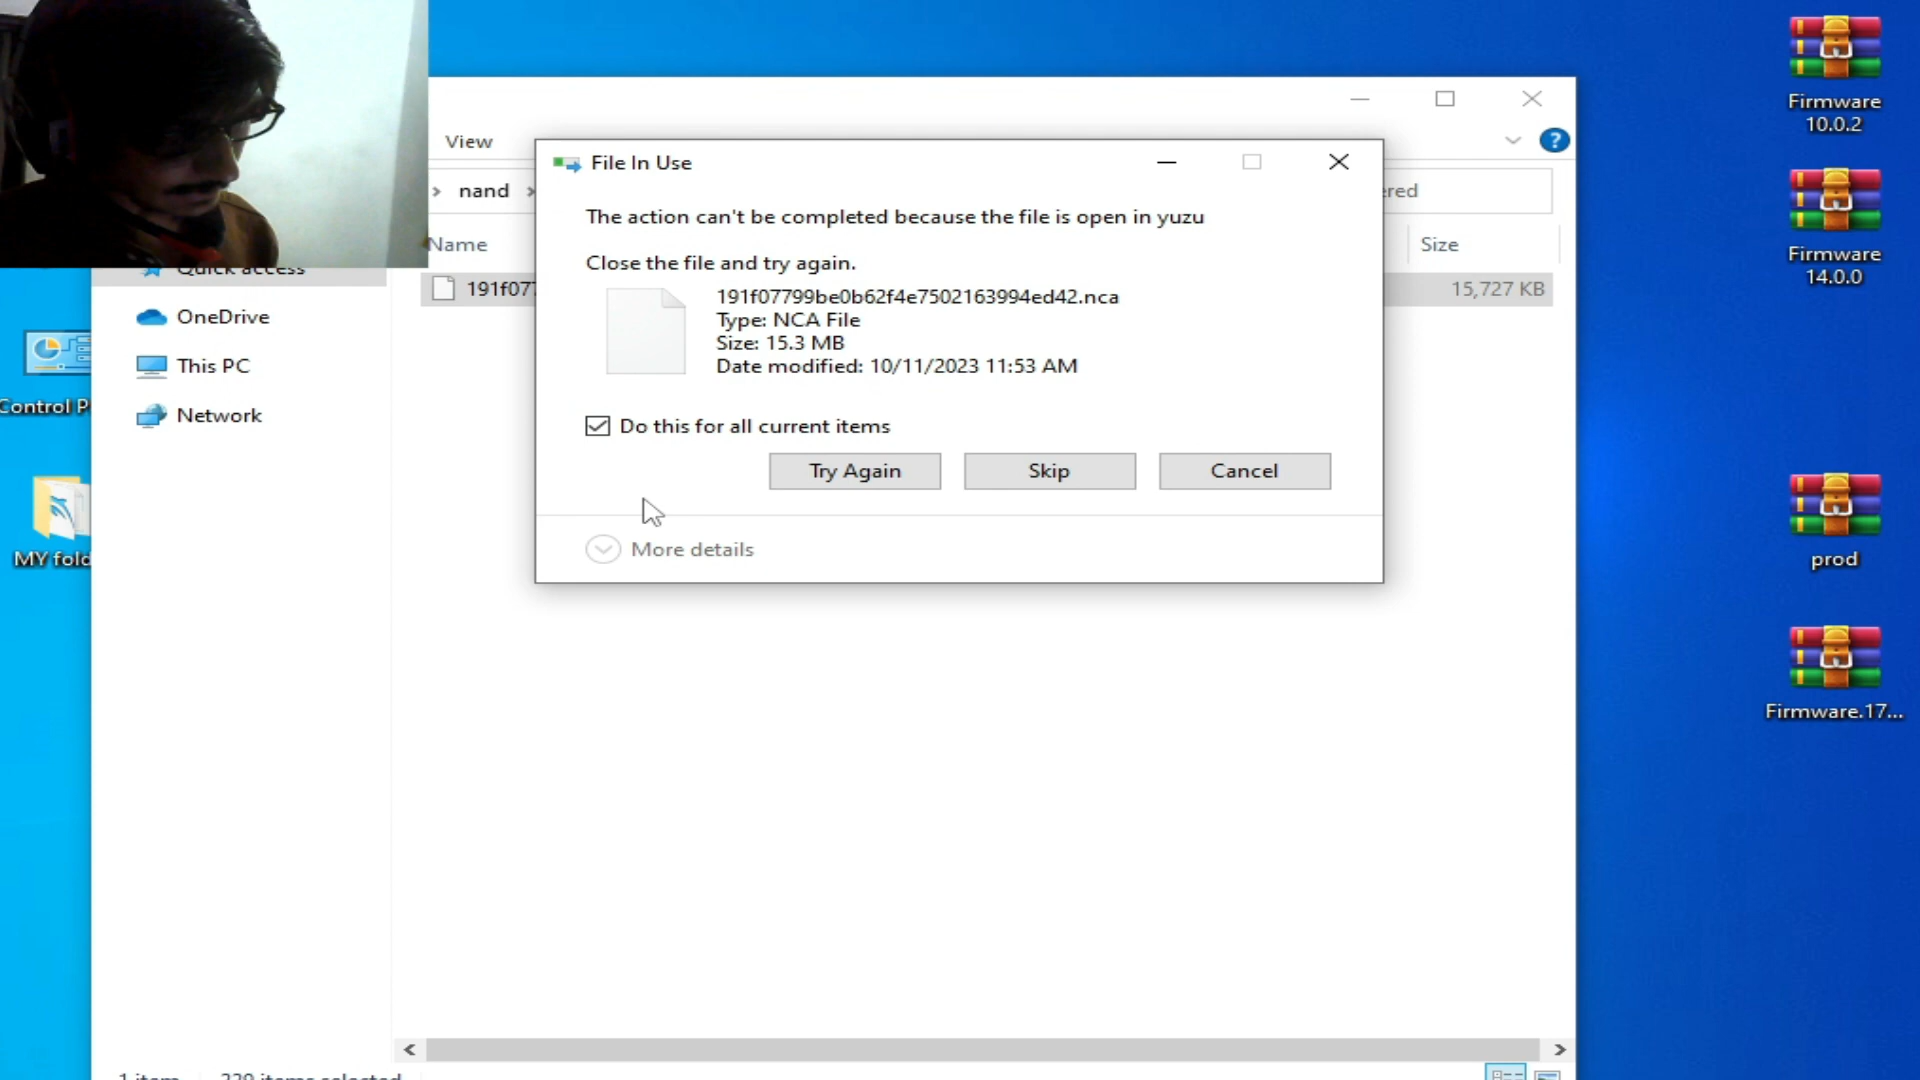 Firmware
10.0.2
View
File In Use
nand
The action can't be completed because the file is open in yuzu
Firmware
14.0.0
Name
Size
Close the file and try again.
Quick access
191f07
191f07799be0b62f4e7502163994ed42.nca
15,727 KB
Type: NCA File
OneDrive
Size: 15.3 MB
This PC
Date modified: 10/11/2023 11:53 AM
Control P
Network
Do this for all current items
Try Again
Skip
Cancel
More details
MY fold
prod
Firmware.17...
1 item